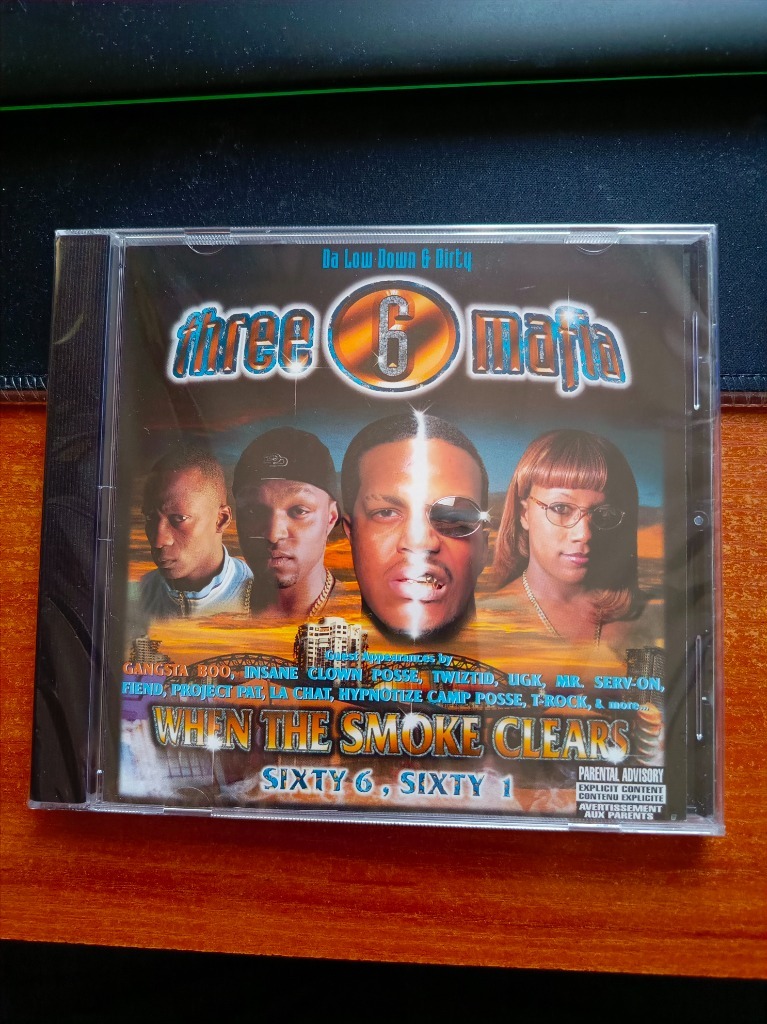 Da Low Down & Dirty
three 6 mafia
Guest Appearances by
GANGSTA BOO, INSANE CLOWN POSSE, TWIZTID, UGK, MR. SERV-ON,
FIEND, PROJECT PAT, LA CHAT, HYPNOTIZE CAMP POSSE, T-ROCK, & more...
WHEN THE SMOKE CLEARS
SIXTY 6, SIXTY 1
PARENTAL ADVISORY
EXPLICIT CONTENT
CONTENU EXPLICITE
AVERTISSEMENT
AUX PARENTS